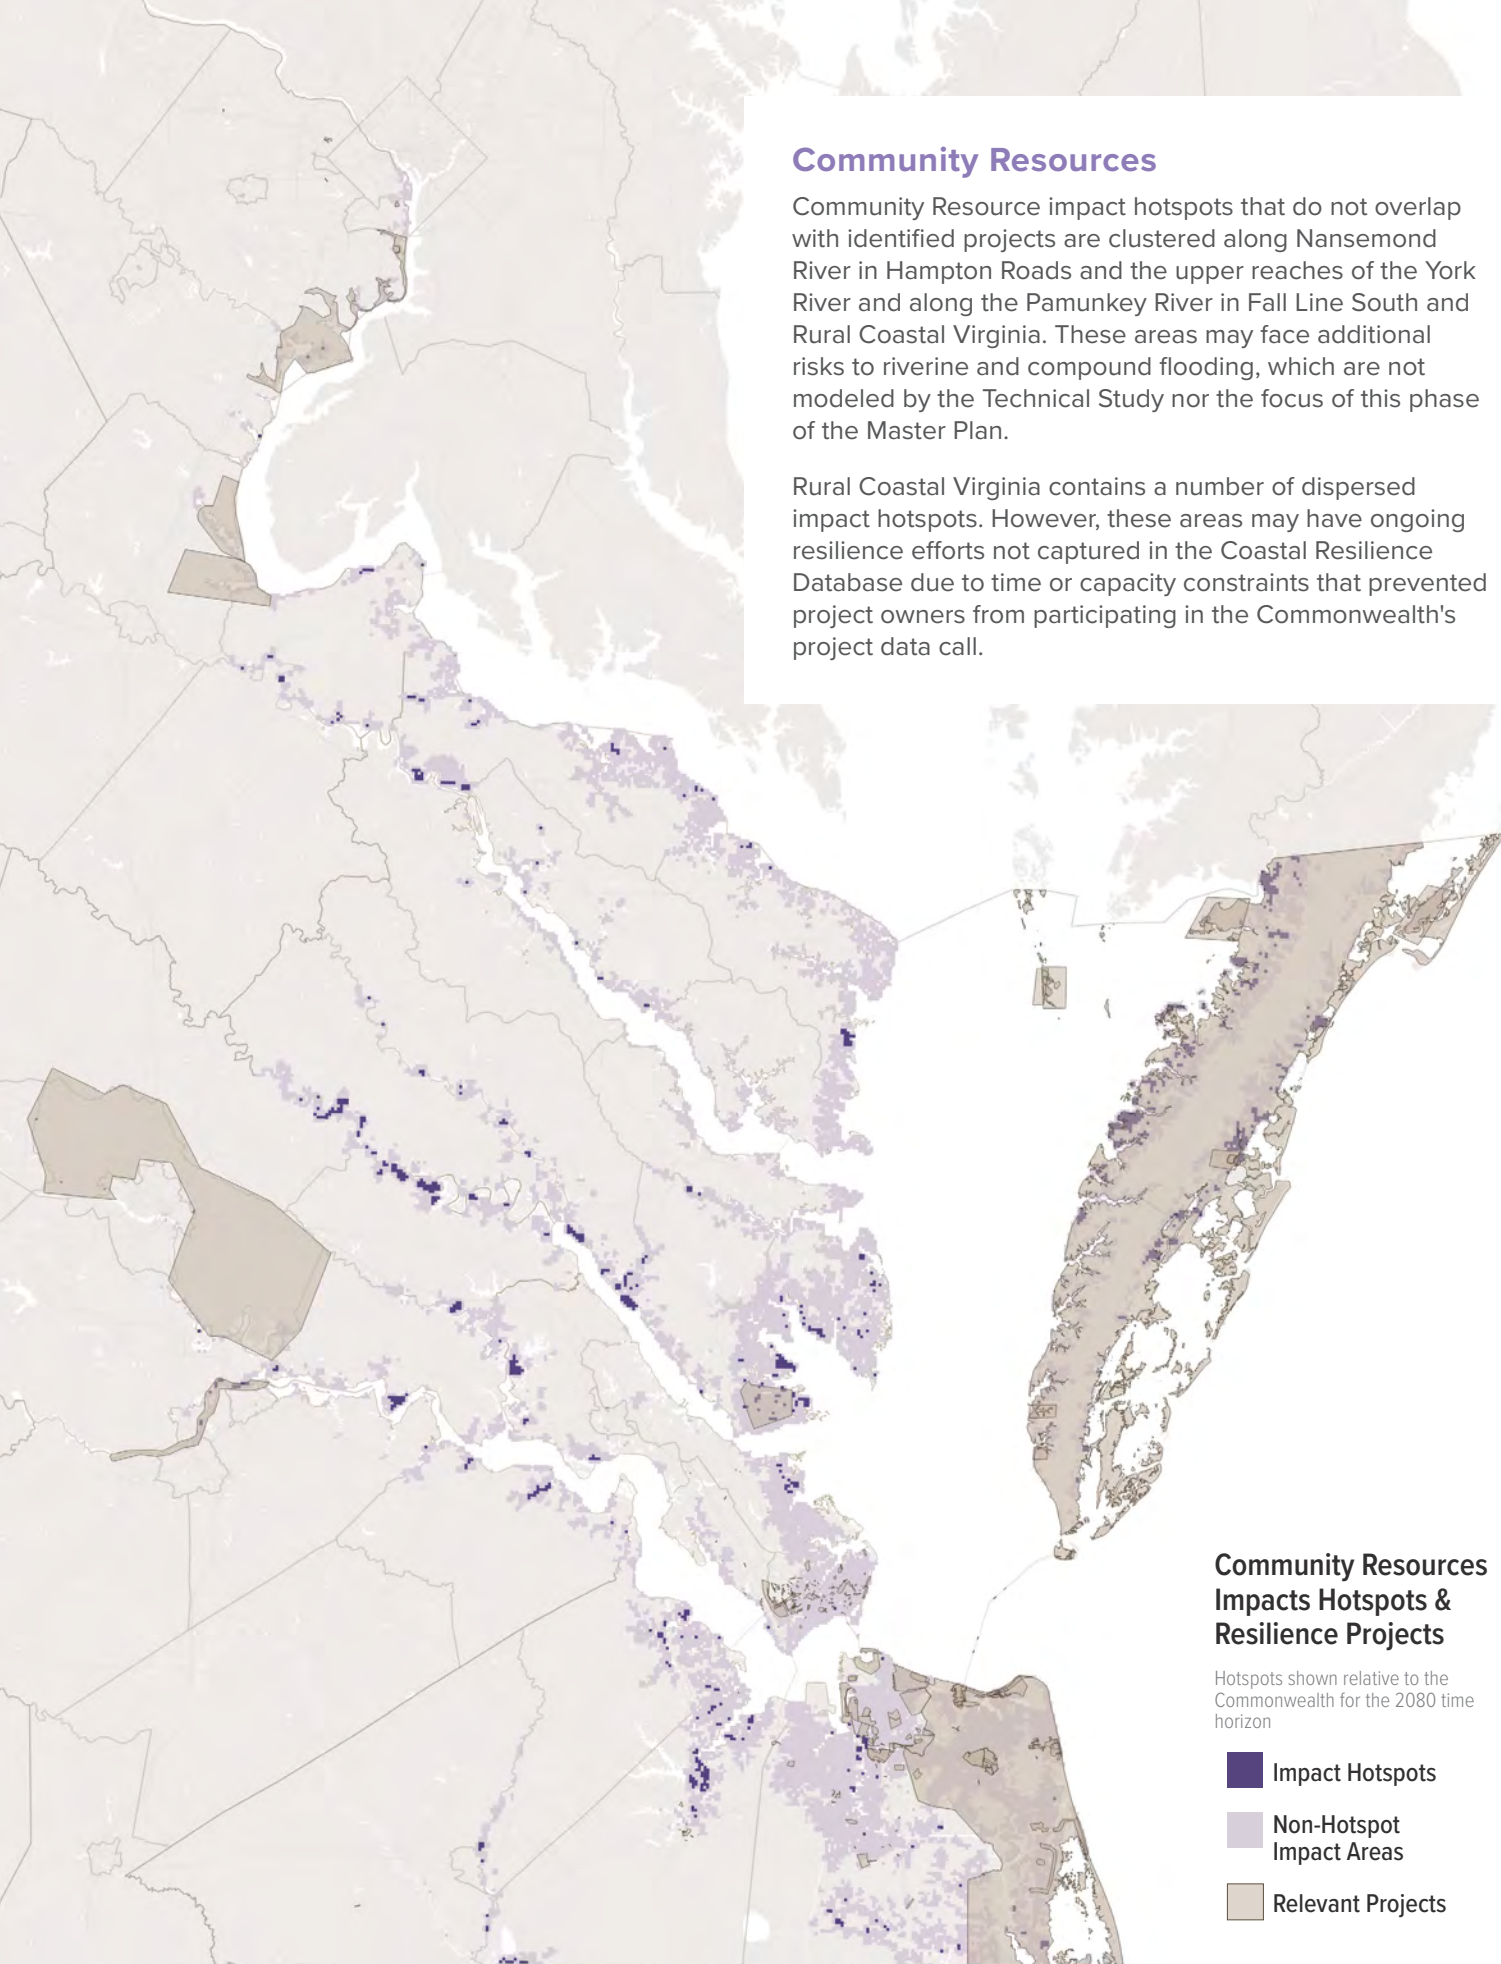 Community Resources
Community Resource impact hotspots that do not overlap
with identified projects are clustered along Nansemond
River in Hampton Roads and the upper reaches of the York
River and along the Pamunkey River in Fall Line South and
Rural Coastal Virginia. These areas may face additional
risks to riverine and compound flooding, which are not
modeled by the Technical Study nor the focus of this phase
of the Master Plan.
Rural Coastal Virginia contains a number of dispersed
impact hotspots. However, these areas may have ongoing
resilience efforts not captured in the Coastal Resilience
Database due to time or capacity constraints that prevented
project owners from participating in the Commonwealth's
project data call.
Community Resources
Impacts Hotspots &
Resilience Projects
Hotspots shown relative to the
Commonwealth for the 2080 time
horizon
Impact Hotspots
Non-Hotspot
Impact Areas
Relevant Projects